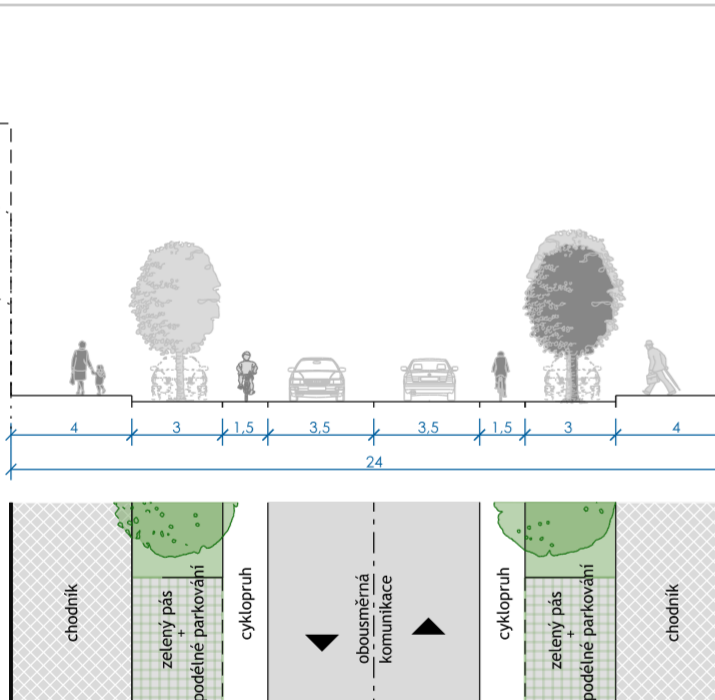 4 3 1,5 3,5 3,5 1,5 3 4
24
chodník
zelený pás
+
podélné parkování
cyklopruh
obousměrná
komunikace
cyklopruh
zelený pás
+
podélné parkování
chodník